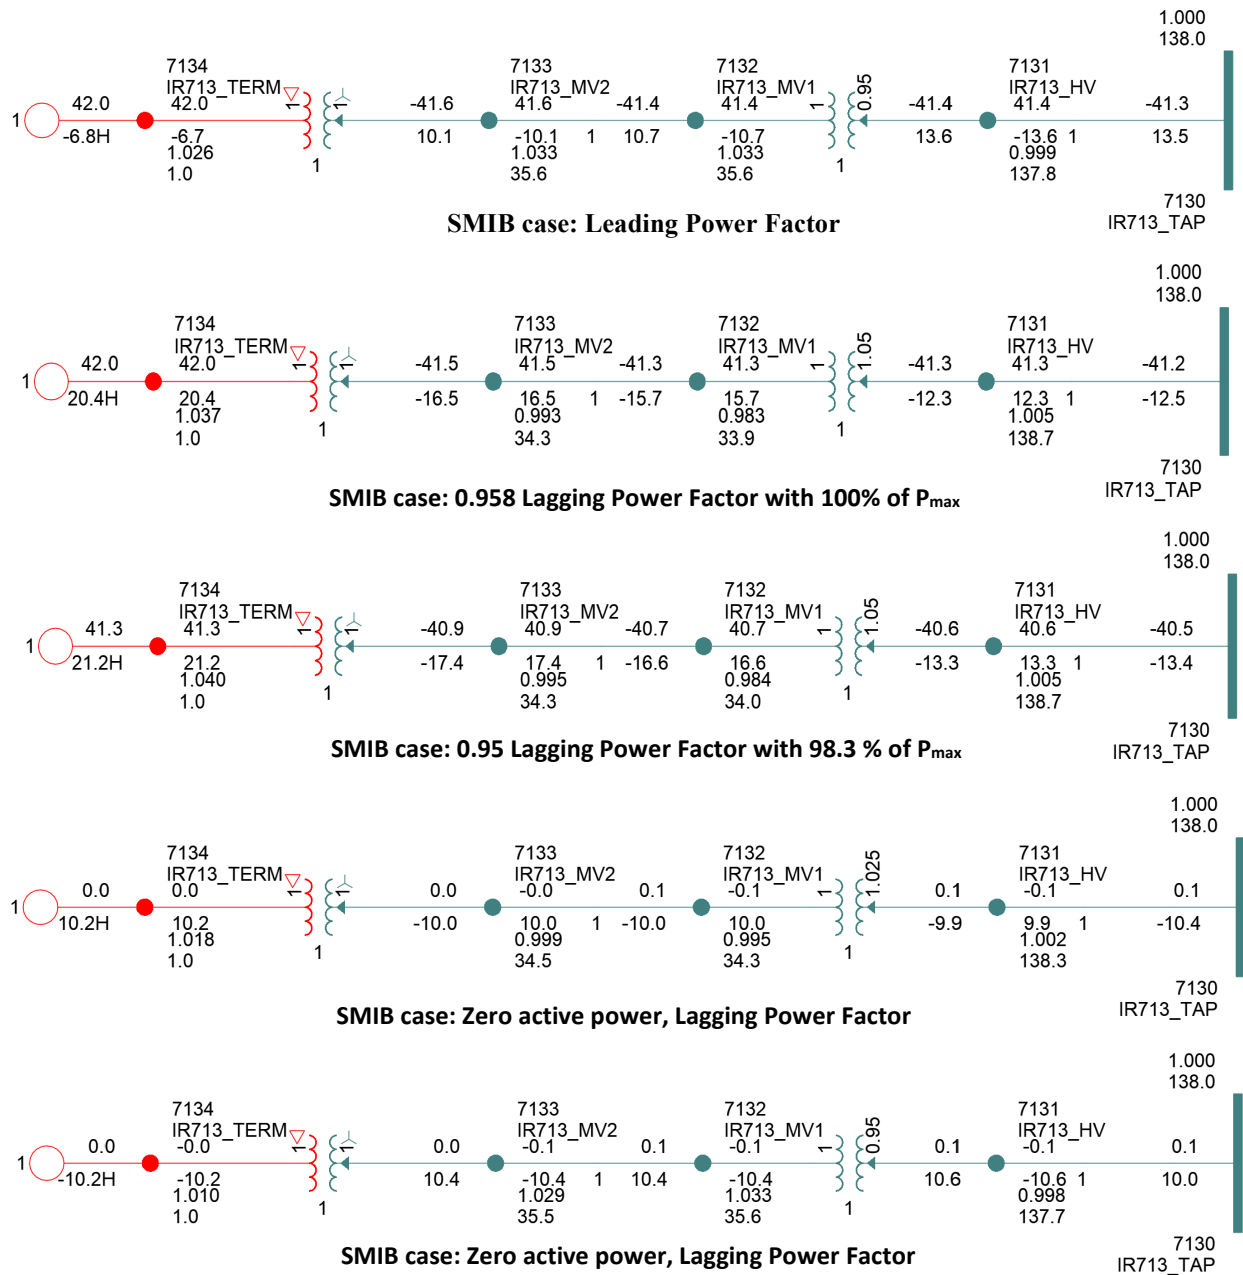 1.000
138.0
7134
IR713_TERM
7133
IR713_MV2
7132
IR713_MV1
7131
IR713_HV
1 42.0 42.0 1 1 -41.6 41.6 -41.4 41.4 1 0.95 -41.4 41.4 -41.3
-6.8H -6.7 10.1 -10.1 1 10.7 -10.7 13.6 -13.6 1 13.5
1.026 1 1.033 1.033 1 0.999
1.0 35.6 35.6 137.8
7130
IR713_TAP
SMIB case: Leading Power Factor
1.000
138.0
7134
IR713_TERM
7133
IR713_MV2
7132
IR713_MV1
7131
IR713_HV
1 42.0 42.0 1 1 -41.5 41.5 -41.3 41.3 1 1.05 -41.3 41.3 -41.2
20.4H 20.4 -16.5 16.5 1 -15.7 15.7 -12.3 12.3 1 -12.5
1.037 1 0.993 0.983 1 1.005
1.0 34.3 33.9 138.7
7130
IR713_TAP
SMIB case: 0.958 Lagging Power Factor with 100% of Pmax
1.000
138.0
7134
IR713_TERM
7133
IR713_MV2
7132
IR713_MV1
7131
IR713_HV
1 41.3 41.3 1 1 -40.9 40.9 -40.7 40.7 1 1.05 -40.6 40.6 -40.5
21.2H 21.2 -17.4 17.4 1 -16.6 16.6 -13.3 13.3 1 -13.4
1.040 1 0.995 0.984 1 1.005
1.0 34.3 34.0 138.7
7130
IR713_TAP
SMIB case: 0.95 Lagging Power Factor with 98.3 % of Pmax
1.000
138.0
7134
IR713_TERM
7133
IR713_MV2
7132
IR713_MV1
7131
IR713_HV
1 0.0 0.0 1 1 0.0 -0.0 0.1 -0.1 1 1.025 0.1 -0.1 0.1
10.2H 10.2 -10.0 10.0 1 -10.0 10.0 -9.9 9.9 1 -10.4
1.018 1 0.999 0.995 1 1.002
1.0 34.5 34.3 138.3
7130
IR713_TAP
SMIB case: Zero active power, Lagging Power Factor
1.000
138.0
7134
IR713_TERM
7133
IR713_MV2
7132
IR713_MV1
7131
IR713_HV
1 0.0 -0.0 1 1 0.0 -0.1 0.1 -0.1 1 0.95 0.1 -0.1 0.1
-10.2H -10.2 10.4 -10.4 1 10.4 -10.4 10.6 -10.6 1 10.0
1.010 1 1.029 1.033 1 0.998
1.0 35.5 35.6 137.7
7130
IR713_TAP
SMIB case: Zero active power, Lagging Power Factor